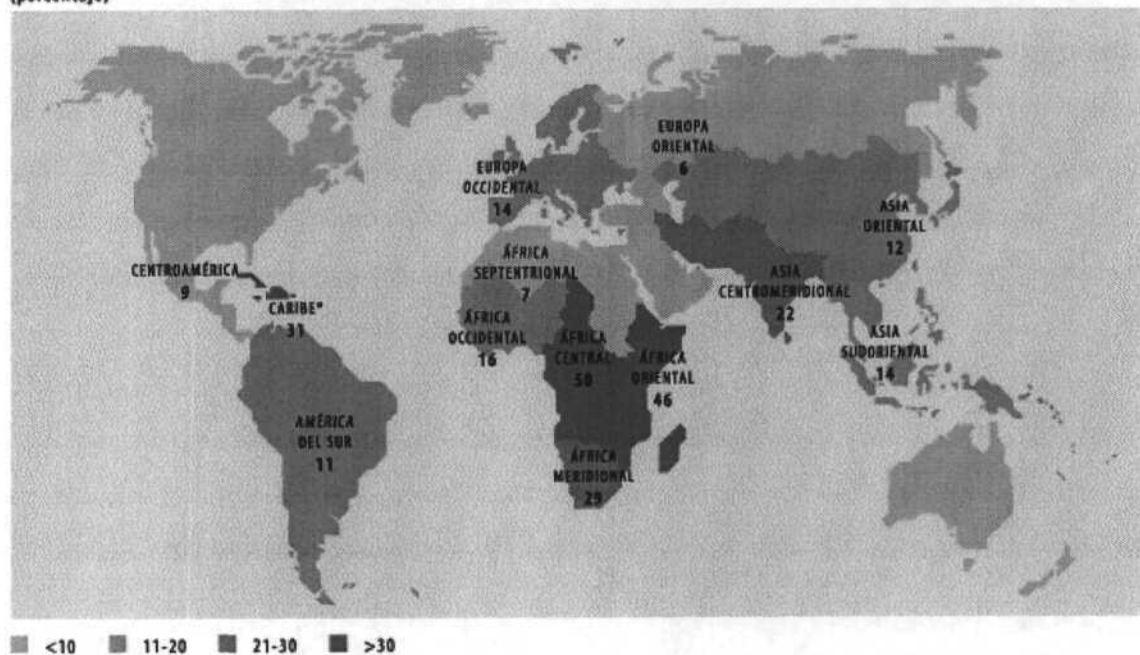 (porcentaje)
EUROPA
ORIENTAL
6
EUROPA
OCCIDENTAL
14
ASIA
ORIENTAL
12
ÁFRICA
SEPTENTRIONAL
7
CENTROAMÉRICA
9
ASIA
CENTROMERIDIONAL
22
CARIBE*
31
ÁFRICA
OCCIDENTAL
16
ÁFRICA
CENTRAL
50
ÁFRICA
ORIENTAL
46
ASIA
SUDORIENTAL
14
AMÉRICA
DEL SUR
11
ÁFRICA
MERIDIONAL
29
<10 11-20 21-30 >30